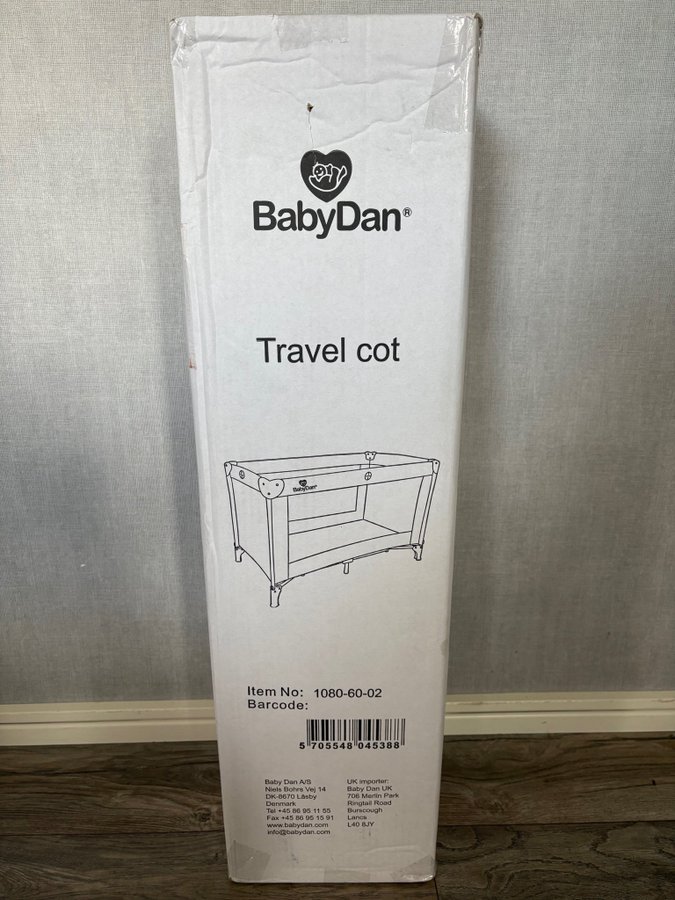 BabyDan®
Travel cot
BabyDan®
Item No: 1080-60-02
Barcode:
5 705548 045388
Baby Dan A/S
Niels Bohrs Vej 14
DK-8670 Låsby
Denmark
Tel +45 86 95 11 55
Fax +45 86 95 15 91
www.babydan.com
info@babydan.com
UK importer:
Baby Dan UK
706 Merlin Park
Ringtail Road
Burscough
Lancs
L40 8JY